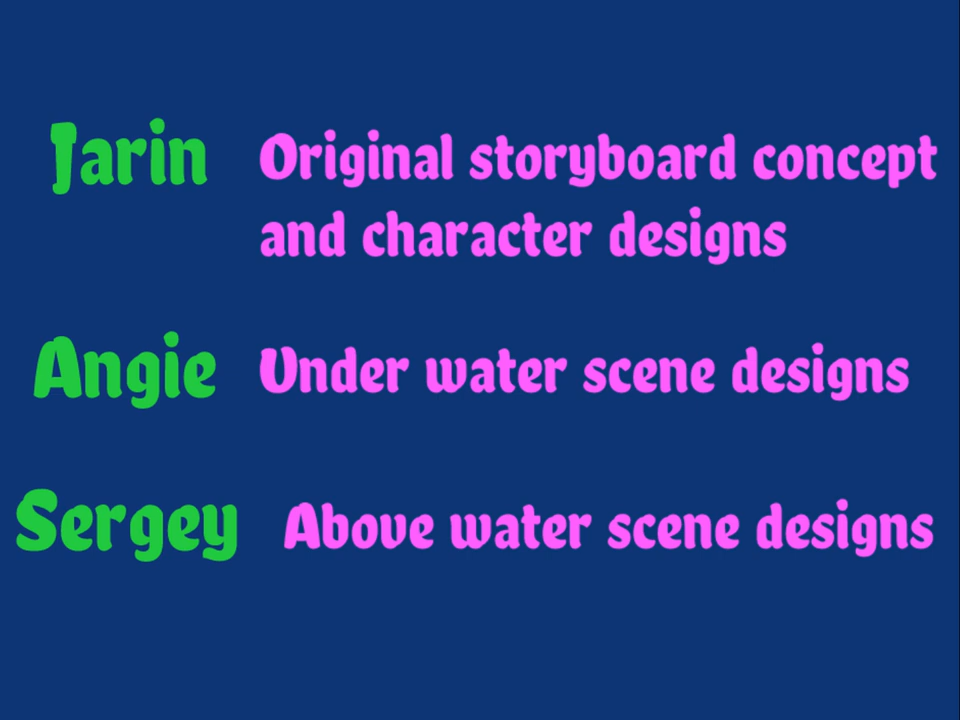 Jarin Original storyboard concept
and character designs
Angie Under water scene designs
Sergey Above water scene designs